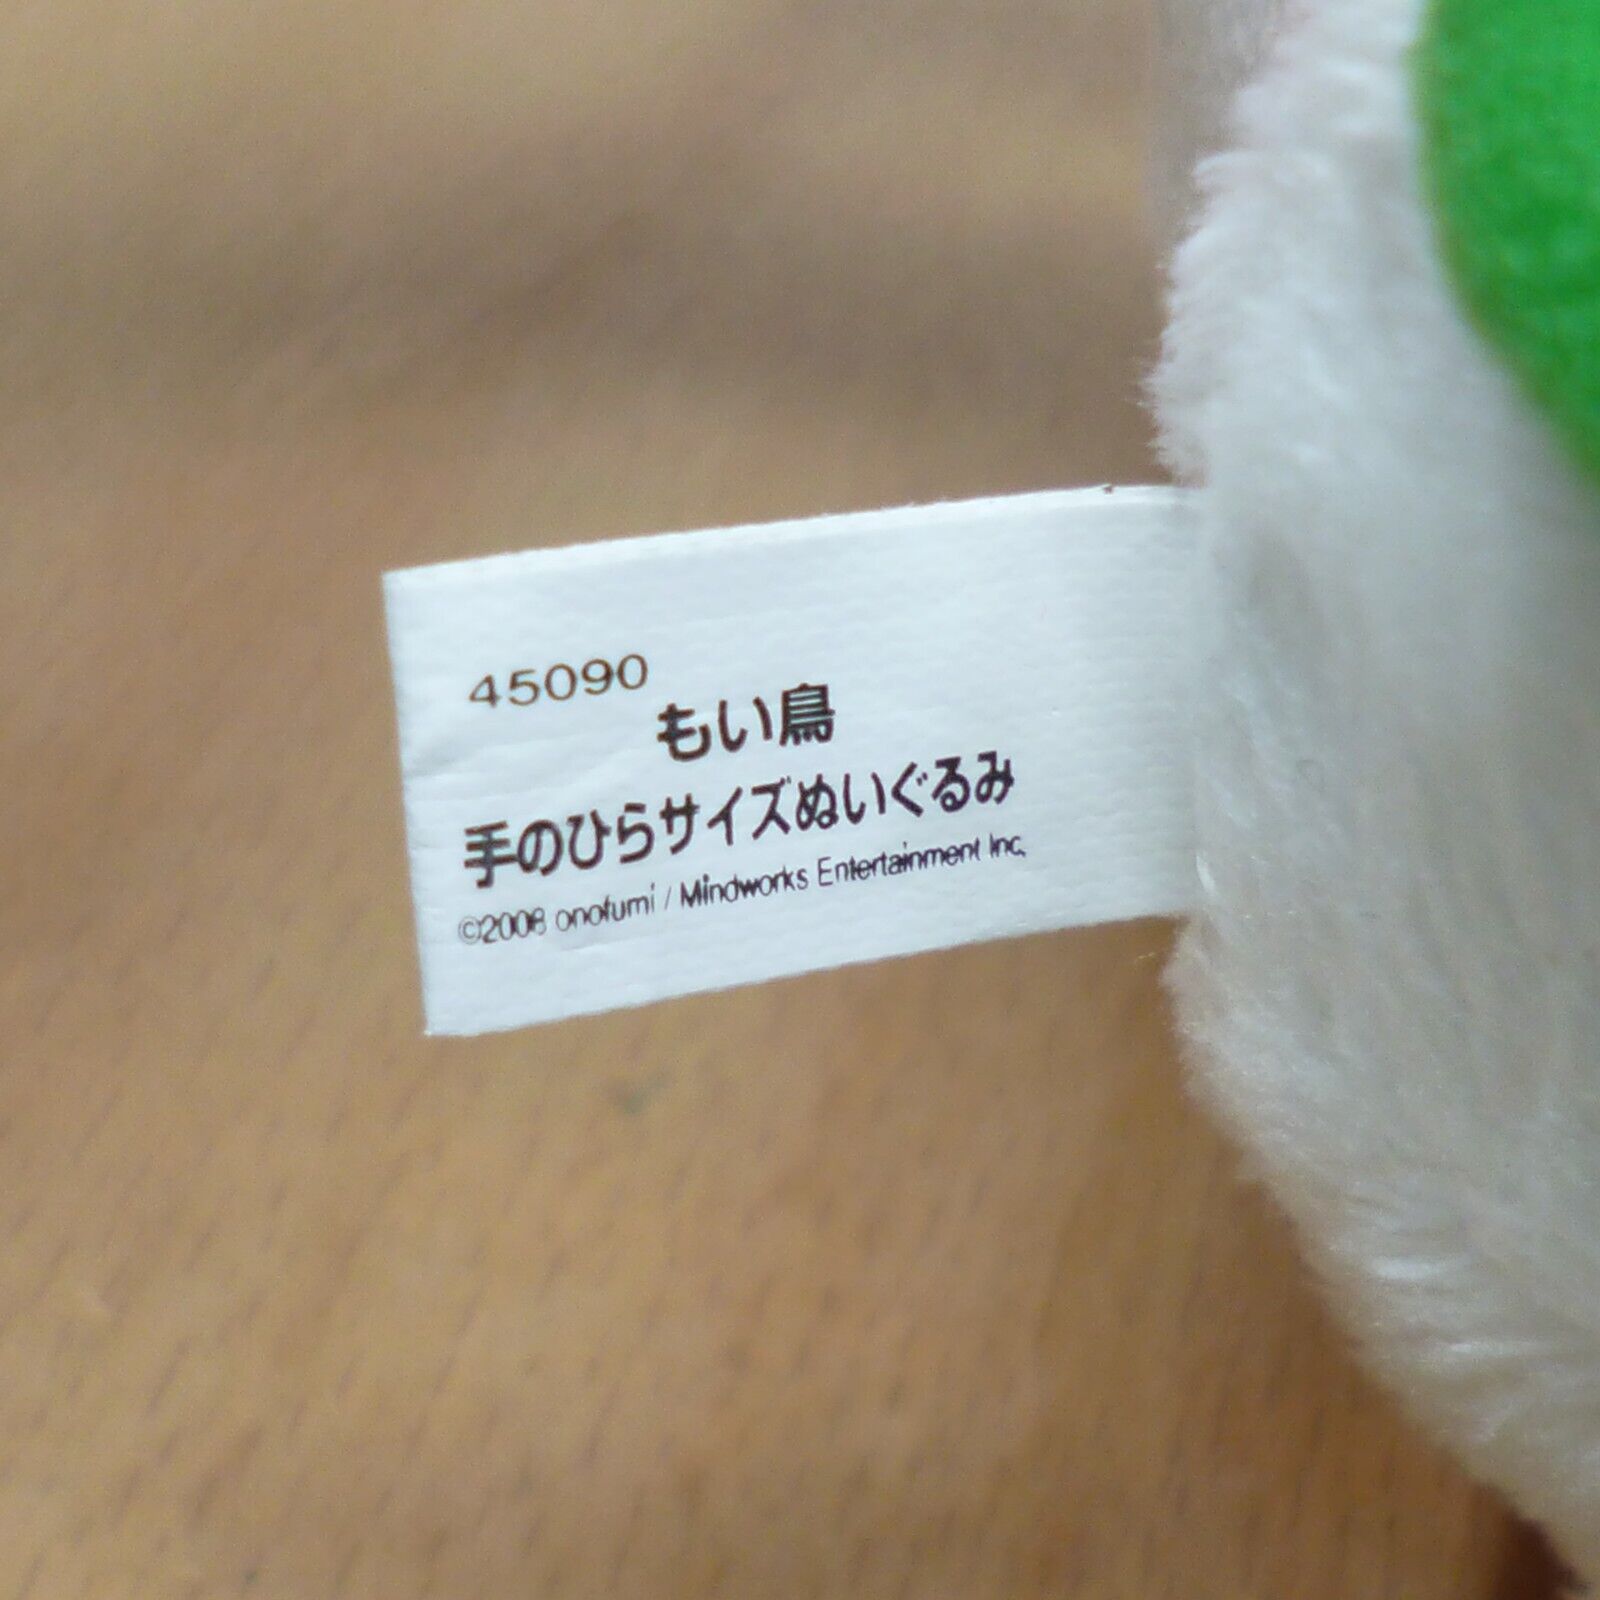 45090
もい鳥
手のひらサイズぬいぐるみ
©2008 onofumi / Mindworks Entertainment Inc.